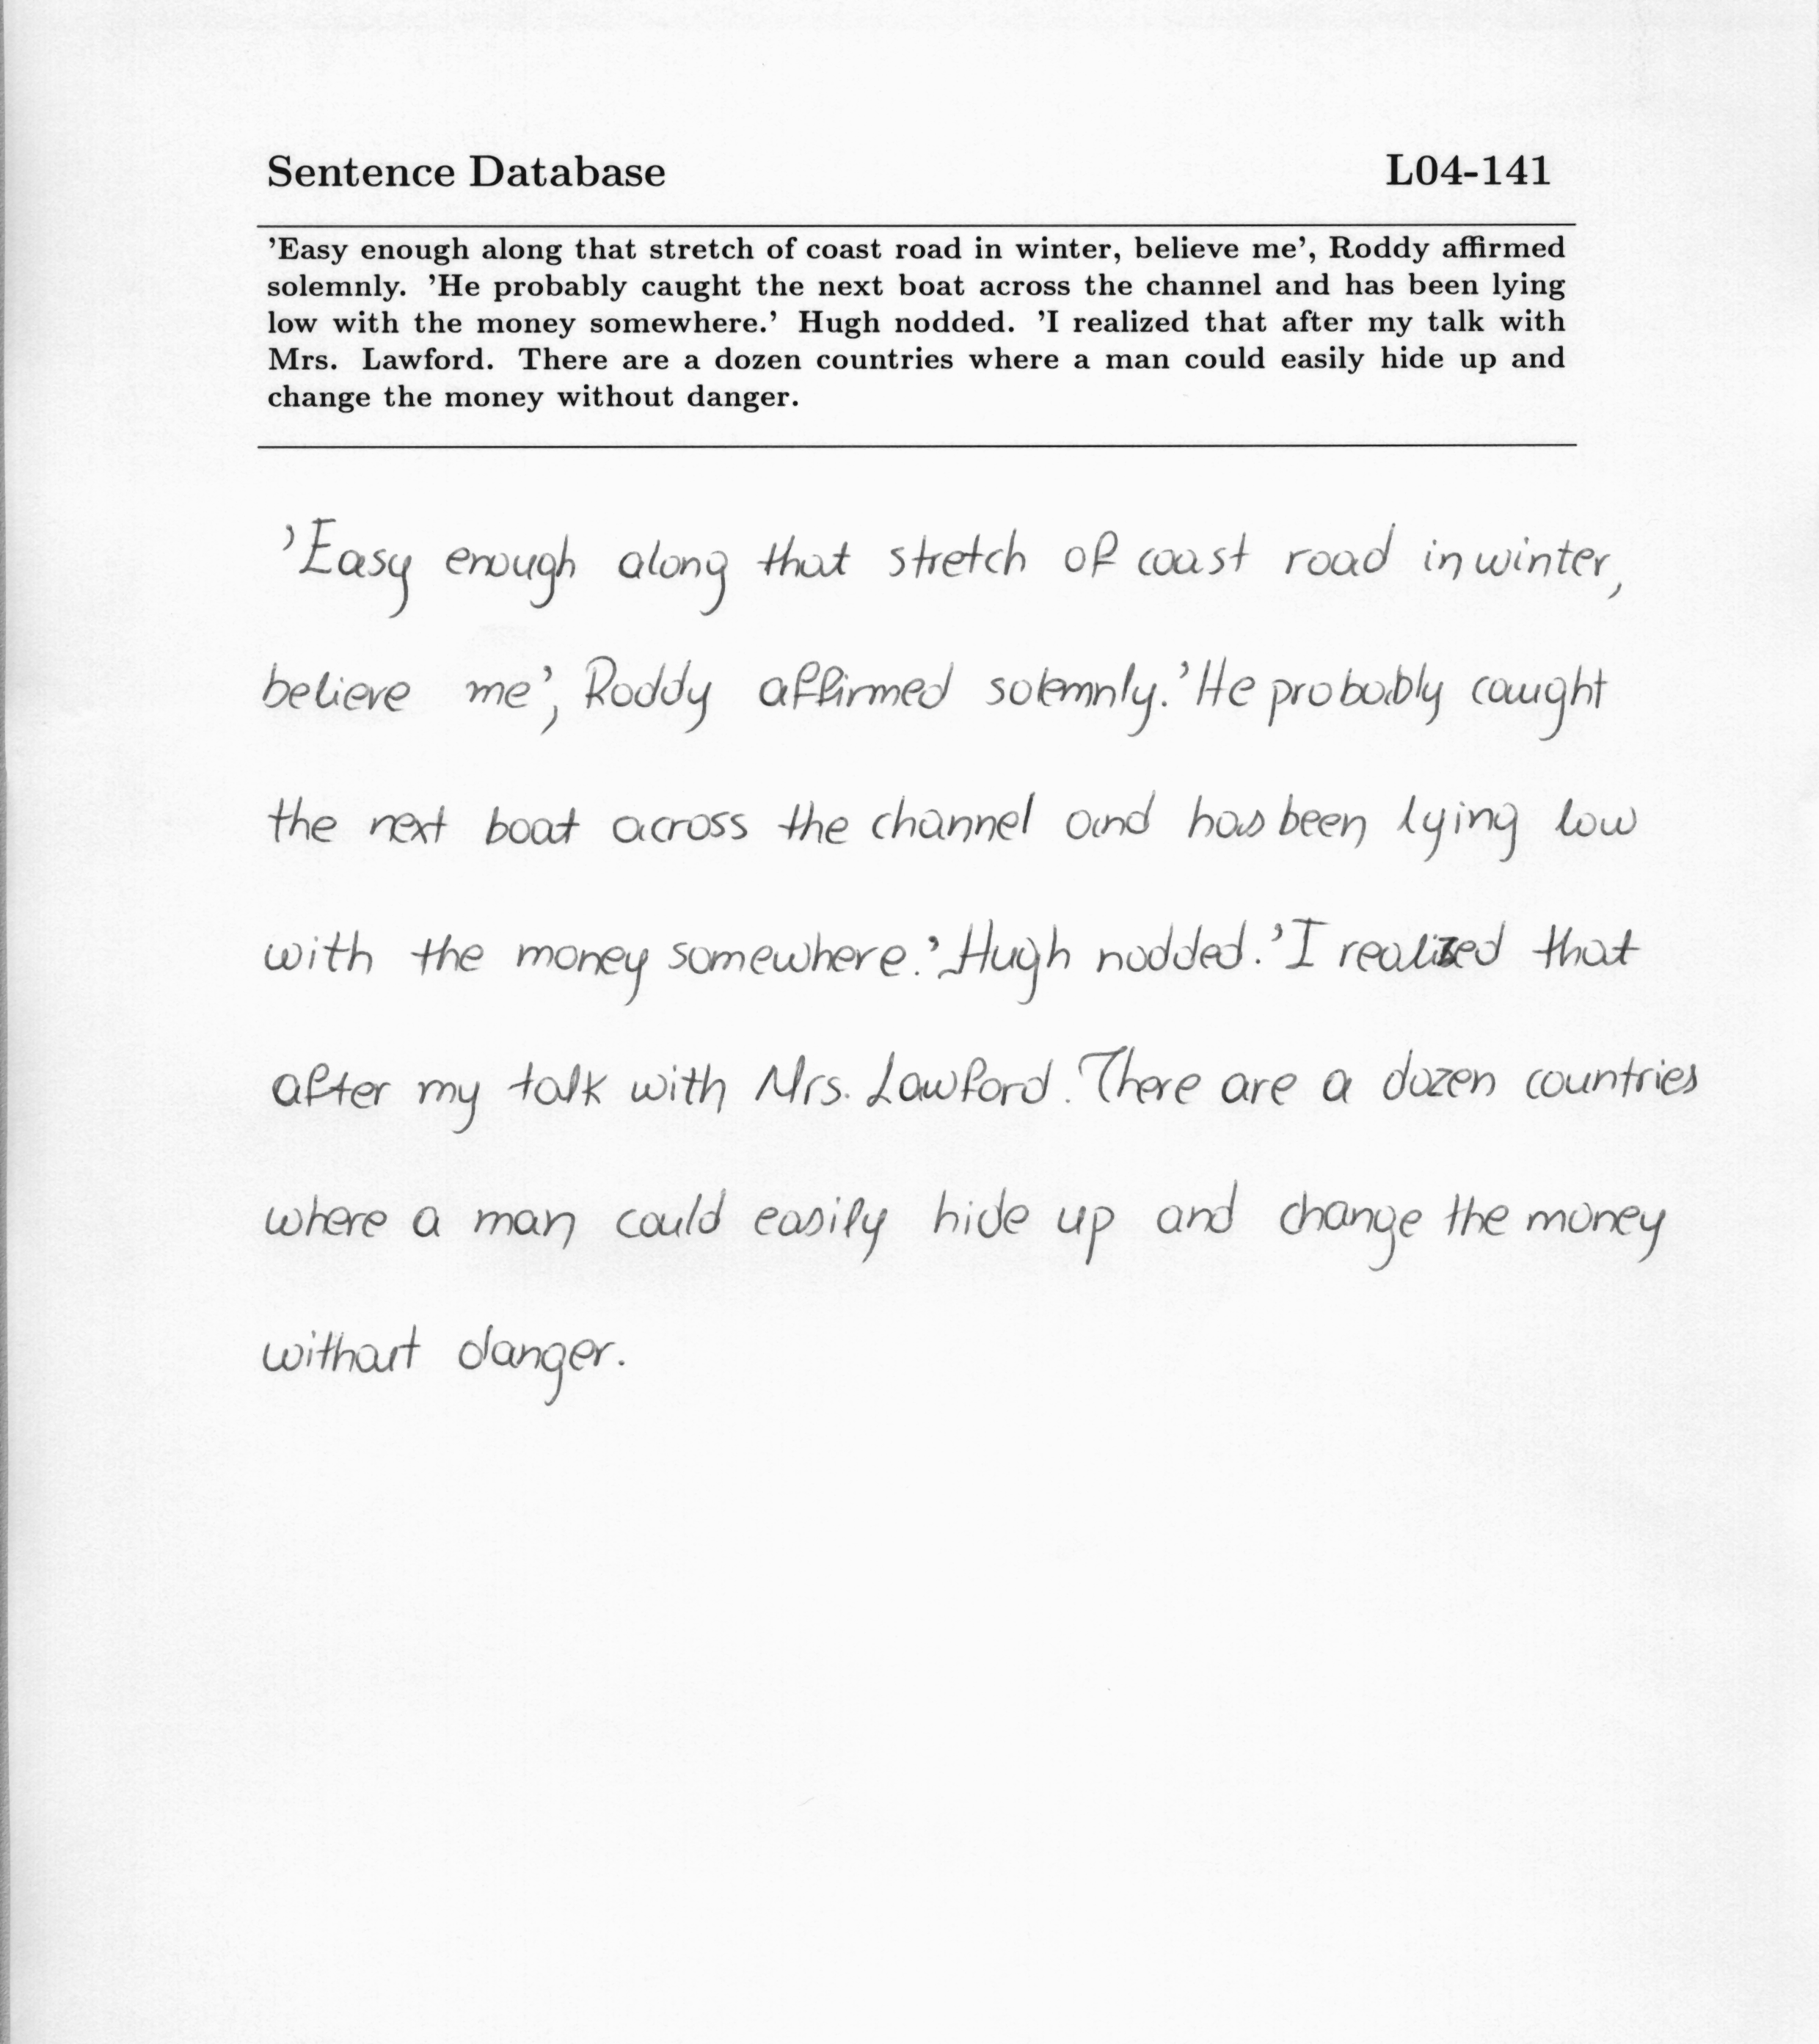 Sentence Database L04-141
'Easy enough along that stretch of coast road in winter, believe me', Roddy affirmed
solemnly. 'He probably caught the next boat across the channel and has been lying
low with the money somewhere.' Hugh nodded. 'I realized that after my talk with
Mrs. Lawford. There are a dozen countries where a man could easily hide up and
change the money without danger.
'Easy enough along that stretch of coast road in winter,
believe me', Roddy affirmed solemnly. 'He probably caught
the next boat across the channel and has been lying low
with the money somewhere.' Hugh nodded. 'I realized that
after my talk with Mrs. Lawford. There are a dozen countries
where a man could easily hide up and change the money
without danger.